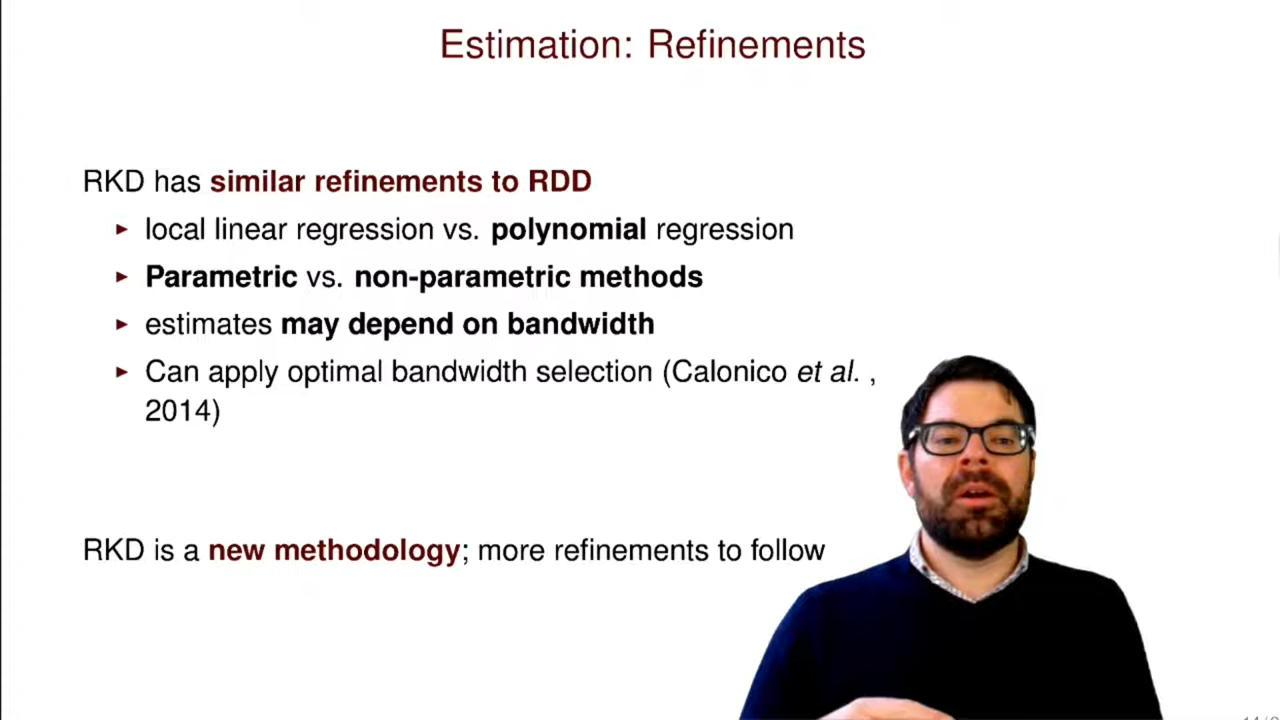 Estimation: Refinements
RKD has similar refinements to RDD
► local linear regression vs. polynomial regression
► Parametric vs. non-parametric methods
► estimates may depend on bandwidth
► Can apply optimal bandwidth selection (Calonico et al. ,
2014)
RKD is a new methodology; more refinements to follow